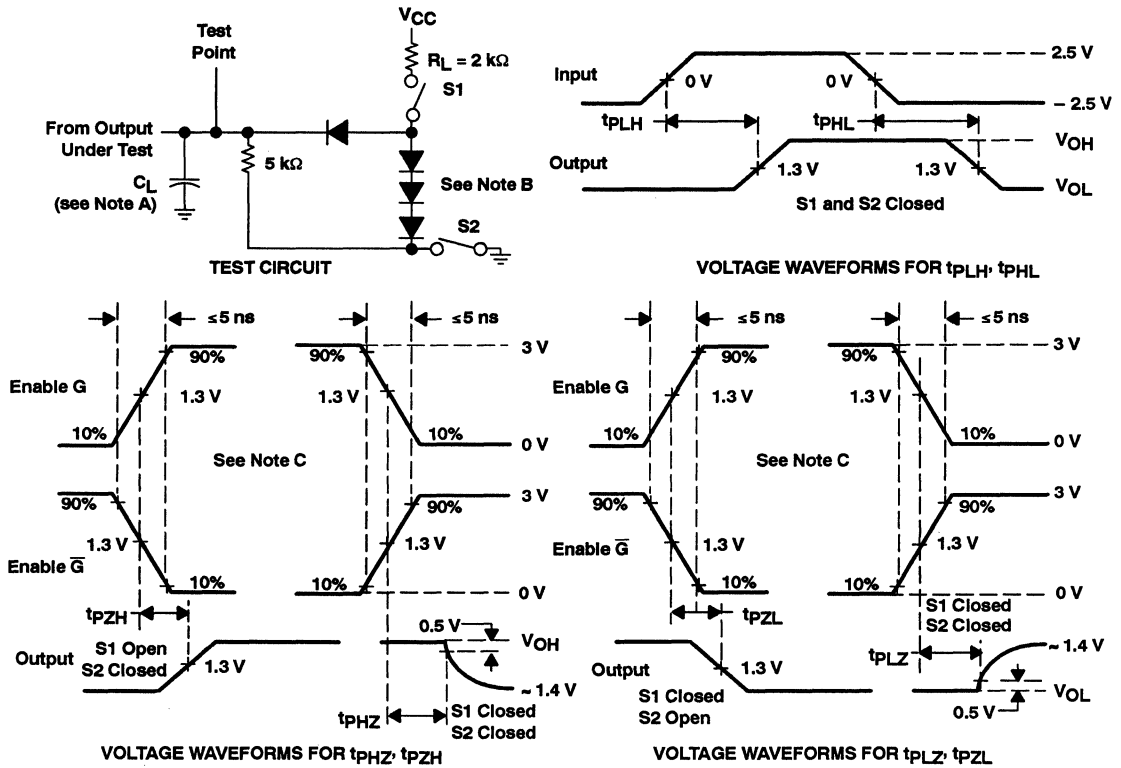 Test
Point
VCC
RL = 2 kΩ
S1
From Output
Under Test
5 kΩ
CL
(see Note A)
See Note B
S2
TEST CIRCUIT
Input
0 V
0 V
2.5 V
– 2.5 V
tPLH
tPHL
Output
1.3 V
1.3 V
VOH
VOL
S1 and S2 Closed
VOLTAGE WAVEFORMS FOR tPLH, tPHL
≤ 5 ns
≤ 5 ns
90%
90%
3 V
Enable G
1.3 V
1.3 V
10%
10%
0 V
See Note C
90%
90%
3 V
Enable G̅
1.3 V
1.3 V
10%
10%
0 V
tPZH
S1 Open
S2 Closed
Output
1.3 V
0.5 V
VOH
~ 1.4 V
tPHZ
S1 Closed
S2 Closed
VOLTAGE WAVEFORMS FOR tPHZ, tPZH
≤ 5 ns
≤ 5 ns
90%
90%
3 V
Enable G
1.3 V
1.3 V
10%
10%
0 V
See Note C
90%
90%
3 V
Enable G̅
1.3 V
1.3 V
10%
10%
0 V
tPZL
S1 Closed
S2 Closed
Output
1.3 V
tPLZ
~ 1.4 V
S1 Closed
S2 Open
0.5 V
VOL
VOLTAGE WAVEFORMS FOR tPLZ, tPZL